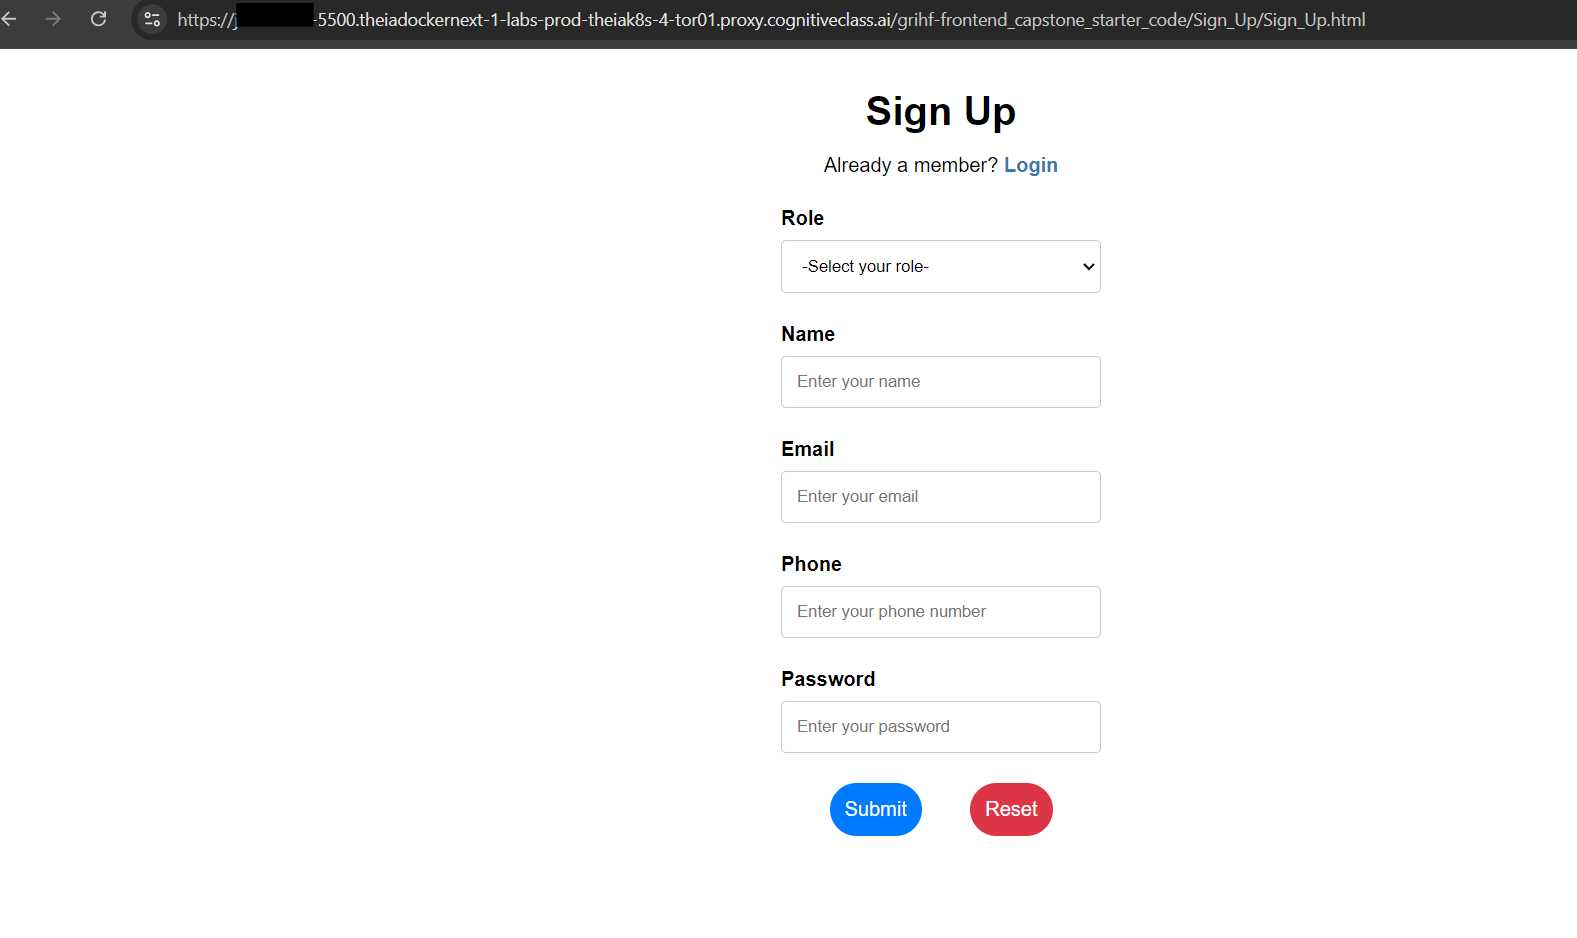 https://j-5500.theiadockernext-1-labs-prod-theiak8s-4-tor01.proxy.cognitiveclass.ai/grihf-frontend_capstone_starter_code/Sign_Up/Sign_Up.html
Sign Up
Already a member? Login
Role
-Select your role-
Name
Enter your name
Email
Enter your email
Phone
Enter your phone number
Password
Enter your password
Submit Reset